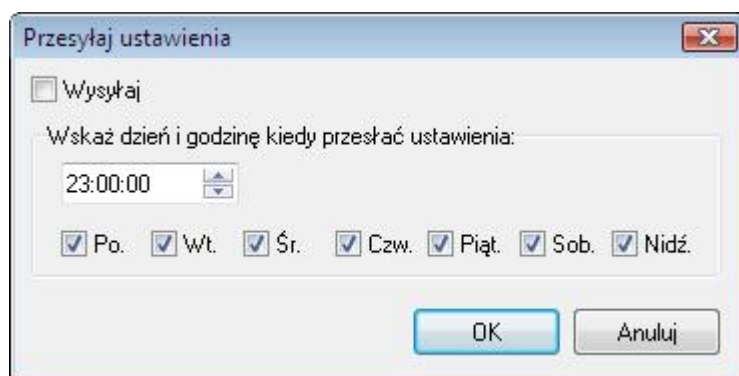 Przesyłaj ustawienia
Wysyłaj
Wskaż dzień i godzinę kiedy przesłać ustawienia:
23:00:00
Po. Wt. Śr. Czw. Piąt. Sob. Nidź.
OK Anuluj